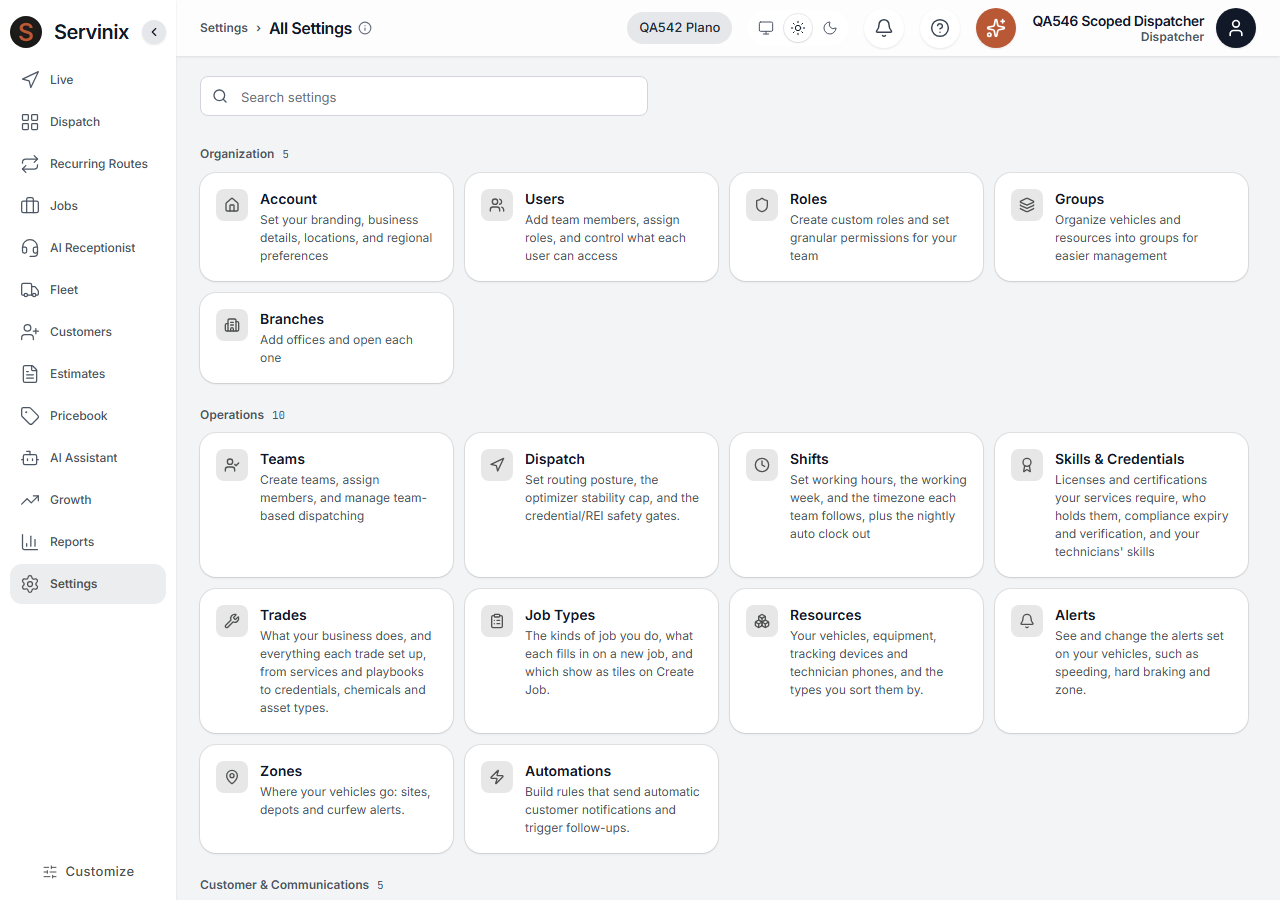 Servinix
Live
Dispatch
Recurring Routes
Jobs
AI Receptionist
Fleet
Customers
Estimates
Pricebook
AI Assistant
Growth
Reports
Settings
Customize
Settings › All Settings
QA542 Plano
QA546 Scoped Dispatcher
Dispatcher
Search settings
Organization 5
Account
Set your branding, business
details, locations, and regional
preferences
Users
Add team members, assign
roles, and control what each
user can access
Roles
Create custom roles and set
granular permissions for your
team
Groups
Organize vehicles and
resources into groups for
easier management
Branches
Add offices and open each
one
Operations 10
Teams
Create teams, assign
members, and manage team-
based dispatching
Dispatch
Set routing posture, the
optimizer stability cap, and the
credential/REI safety gates.
Shifts
Set working hours, the working
week, and the timezone each
team follows, plus the nightly
auto clock out
Skills & Credentials
Licenses and certifications
your services require, who
holds them, compliance expiry
and verification, and your
technicians' skills
Trades
What your business does, and
everything each trade set up,
from services and playbooks
to credentials, chemicals and
asset types.
Job Types
The kinds of job you do, what
each fills in on a new job, and
which show as tiles on Create
Job.
Resources
Your vehicles, equipment,
tracking devices and
technician phones, and the
types you sort them by.
Alerts
See and change the alerts set
on your vehicles, such as
speeding, hard braking and
zone.
Zones
Where your vehicles go: sites,
depots and curfew alerts.
Automations
Build rules that send automatic
customer notifications and
trigger follow-ups.
Customer & Communications 5